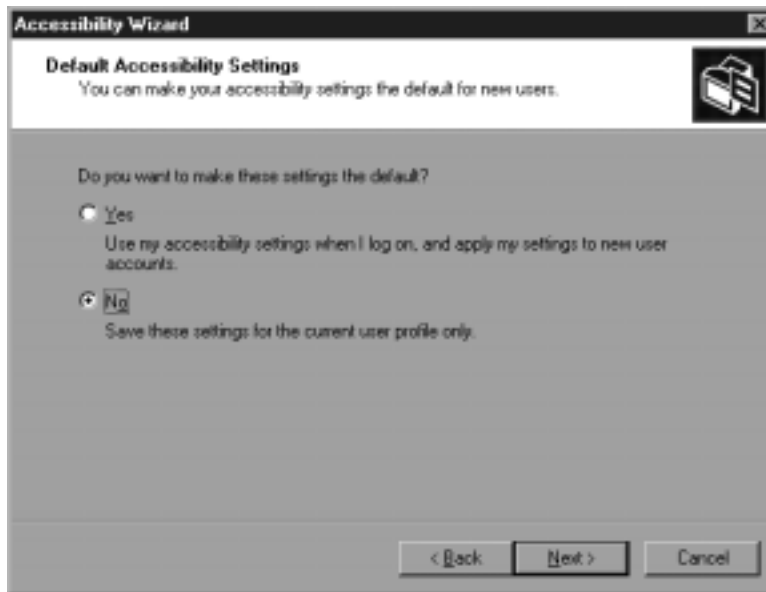 Accessibility Wizard
Default Accessibility Settings
You can make your accessibility settings the default for new users.
Do you want to make these settings the default?
Yes
Use my accessibility settings when I log on, and apply my settings to new user
accounts.
No
Save these settings for the current user profile only.
< Back
Next >
Cancel